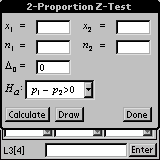 2-Proportion Z-Test
x₁ = x₂ =
n₁ = n₂ =
Δ₀ = 0
Hₐ: p₁ - p₂>0
Calculate Draw Done
L3[4] Enter